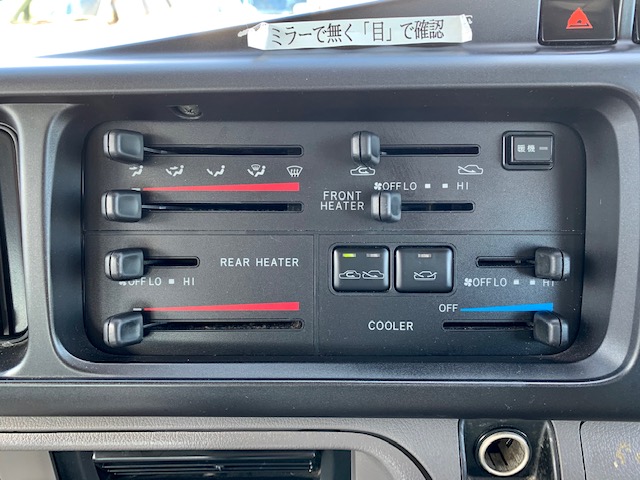 ミラーで無く「目」で確認
暖機
OFF LO HI
FRONT
HEATER
REAR HEATER
OFF LO HI
OFF LO HI
OFF
COOLER